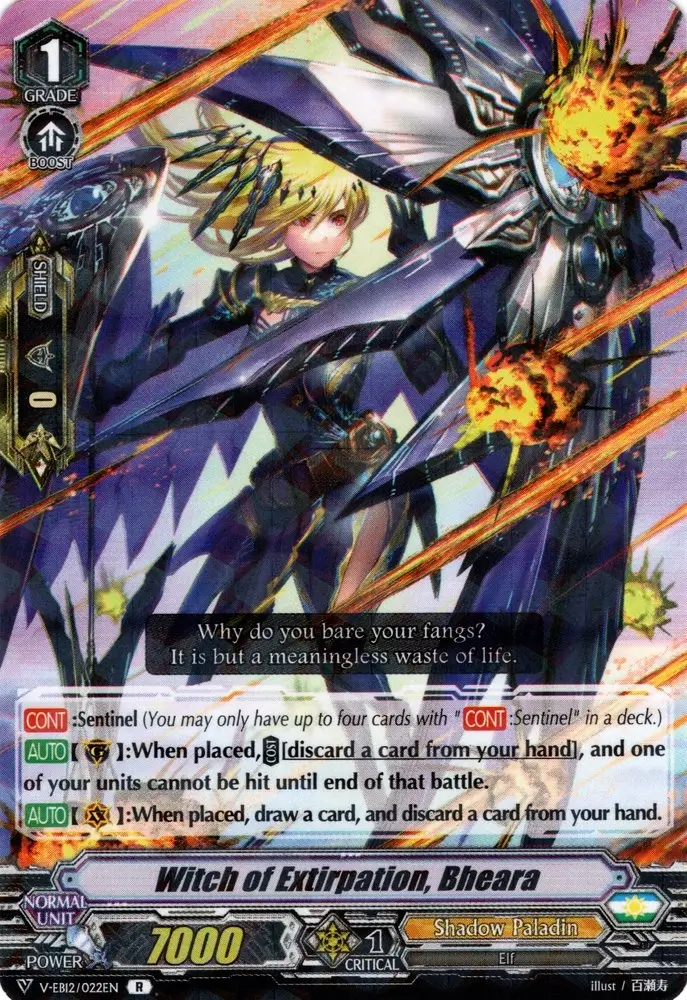 1
GRADE
BOOST
SHIELD
0
Why do you bare your fangs?
It is but a meaningless waste of life.
CONT :Sentinel (You may only have up to four cards with "CONT :Sentinel" in a deck.)
AUTO【 】:When placed, COST [discard a card from your hand], and one
of your units cannot be hit until end of that battle.
AUTO【 】:When placed, draw a card, and discard a card from your hand.
Witch of Extirpation, Bheara
NORMAL
UNIT
POWER
7000
1
CRITICAL
Shadow Paladin
Elf
V-EB12/022EN R
illust / 百瀬寿